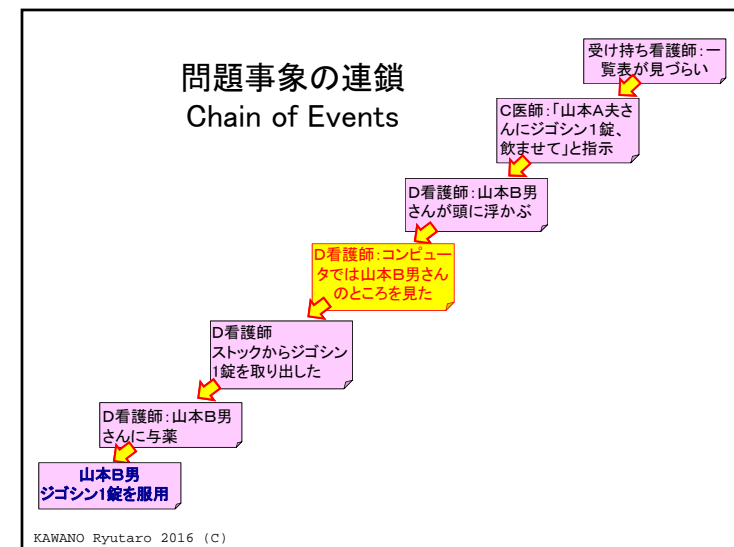 問題事象の連鎖
Chain of Events
受け持ち看護師:一
覧表が見づらい
C医師:「山本A夫さ
んにジゴシン1錠、
飲ませて」と指示
D看護師:山本B男
さんが頭に浮かぶ
D看護師:コンピュー
タでは山本B男さん
のところを見た
D看護師
ストックからジゴシン
1錠を取り出した
D看護師:山本B男
さんに与薬
山本B男
ジゴシン1錠を服用
KAWANO Ryutaro 2016 (C)